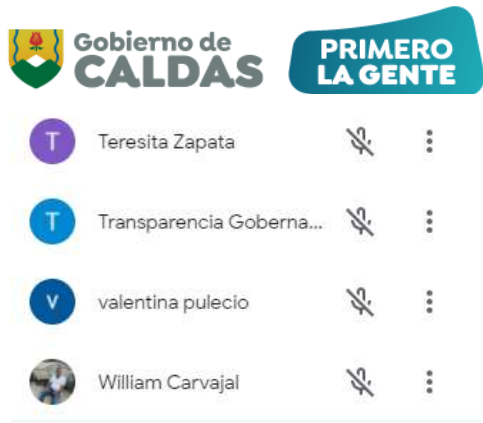 Gobierno de
CALDAS
PRIMERO
LA GENTE
T Teresita Zapata
T Transparencia Goberna...
v valentina pulecio
William Carvajal